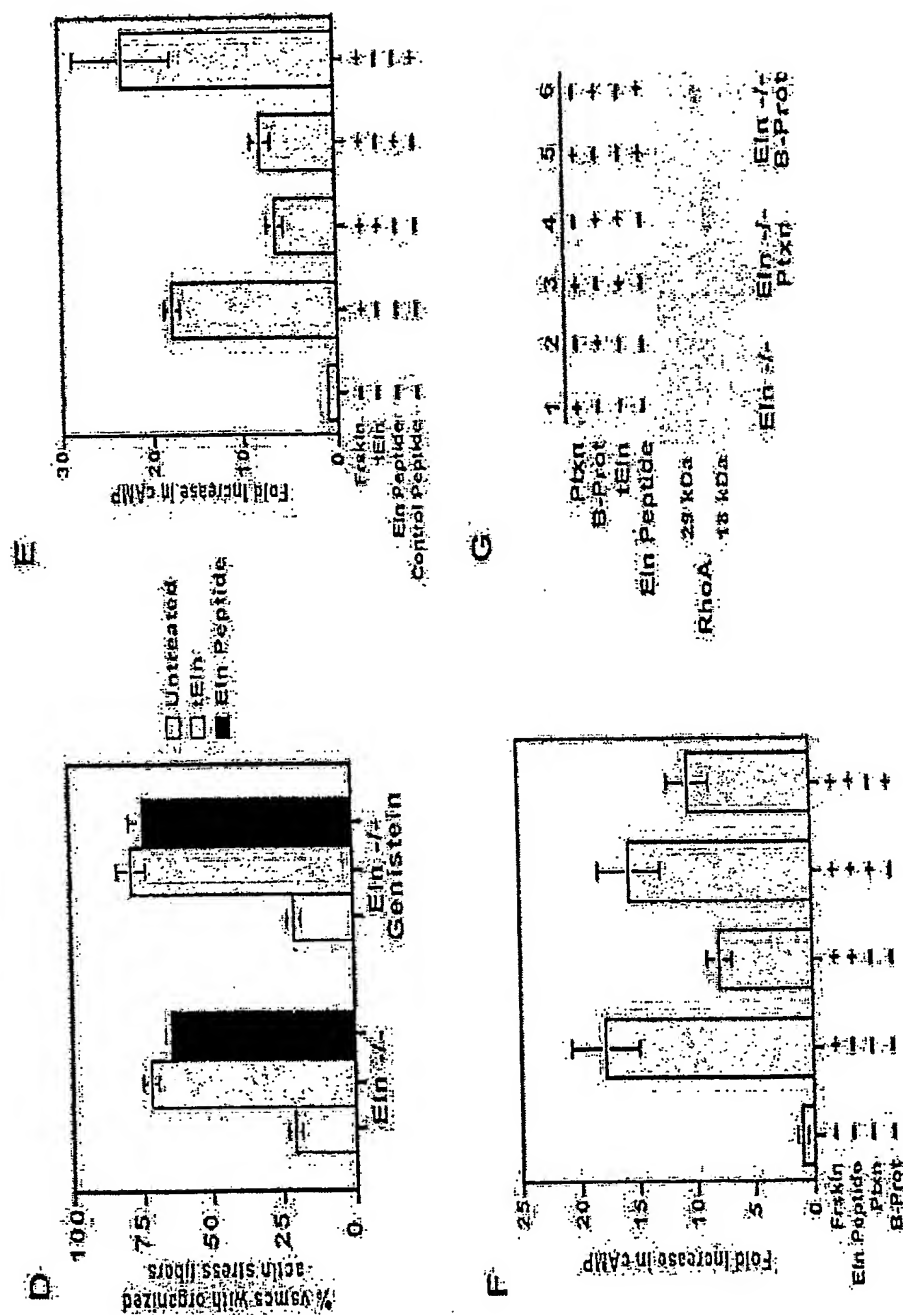 D
% Vsmcs with organized
actin stress fibers
100
75
50
25
0
Eln -/-
Eln -/-
Genistein
Untreated
tEln
Eln Peptide
E
Fold Increase in cAMP
30
20
10
0
Frskin
tEln
Eln Peptide
Control Peptide
F
Fold Increase in cAMP
25
20
15
10
5
0
Frskin
Eln Peptide
Ptxn
B-Prot
G
1 2 3 4 5 6
Ptxn
B-Prot
tEln
Eln Peptide
29 kDa
RhoA
18 kDa
Eln -/-
Eln -/-
Ptxn
Eln -/-
B-Prot